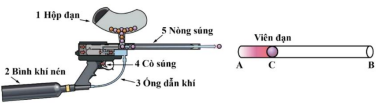 1 Hộp đạn
5 Nòng súng
4 Cò súng
2 Bình khí nén
3 Ống dẫn khí
Viên đạn
A C B